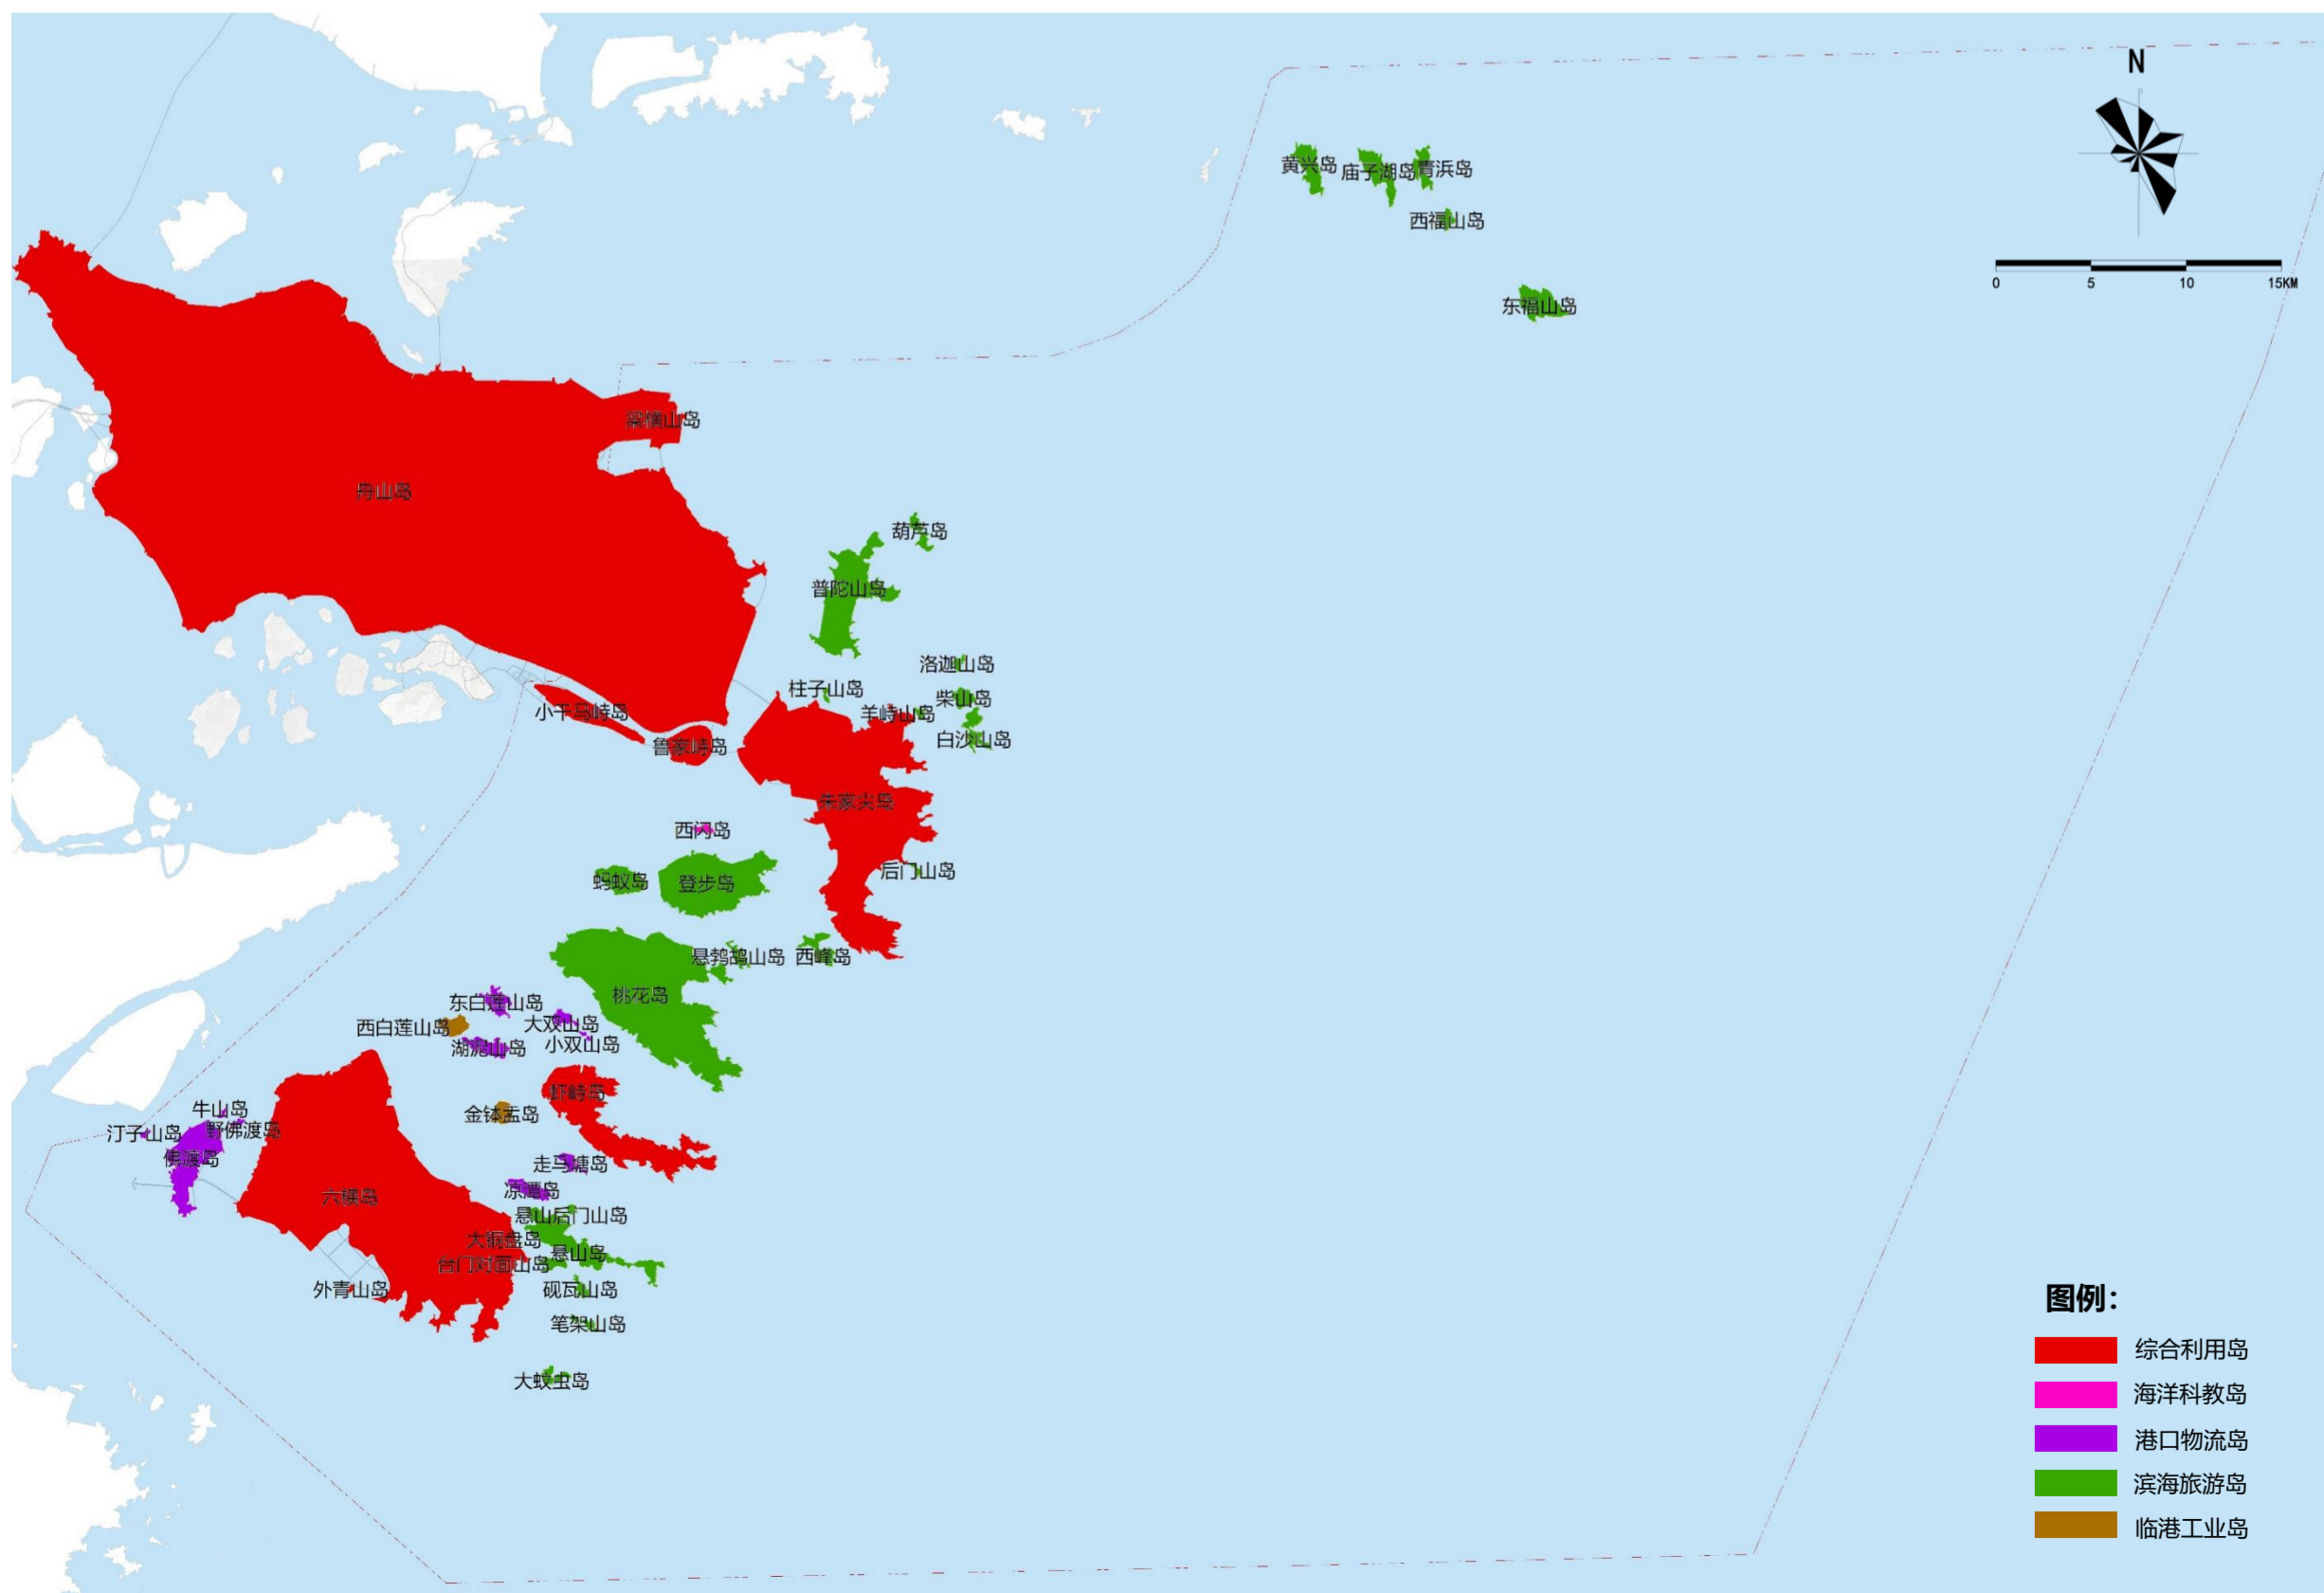 N
0 5 10 15KM
黄兴岛
庙子湖岛
青浜岛
西福山岛
东福山岛
梁横山岛
舟山岛
葫芦岛
普陀山岛
洛迦山岛
柱子山岛
柴山岛
小干马峙岛
羊峙山岛
鲁家峙岛
白沙山岛
朱家尖岛
西闪岛
后门山岛
蚂蚁岛
登步岛
悬鹁鸪山岛
西峰岛
桃花岛
东白莲山岛
西白莲山岛
大双山岛
湖泥山岛
小双山岛
虾峙岛
牛山岛
金钵盂岛
汀子山岛
野佛渡岛
佛渡岛
走马塘岛
凉潭岛
六横岛
悬山后门山岛
大铜盘岛
悬山岛
台门对面山岛
外青山岛
砚瓦山岛
笔架山岛
大蚊虫岛
图例：
综合利用岛
海洋科教岛
港口物流岛
滨海旅游岛
临港工业岛